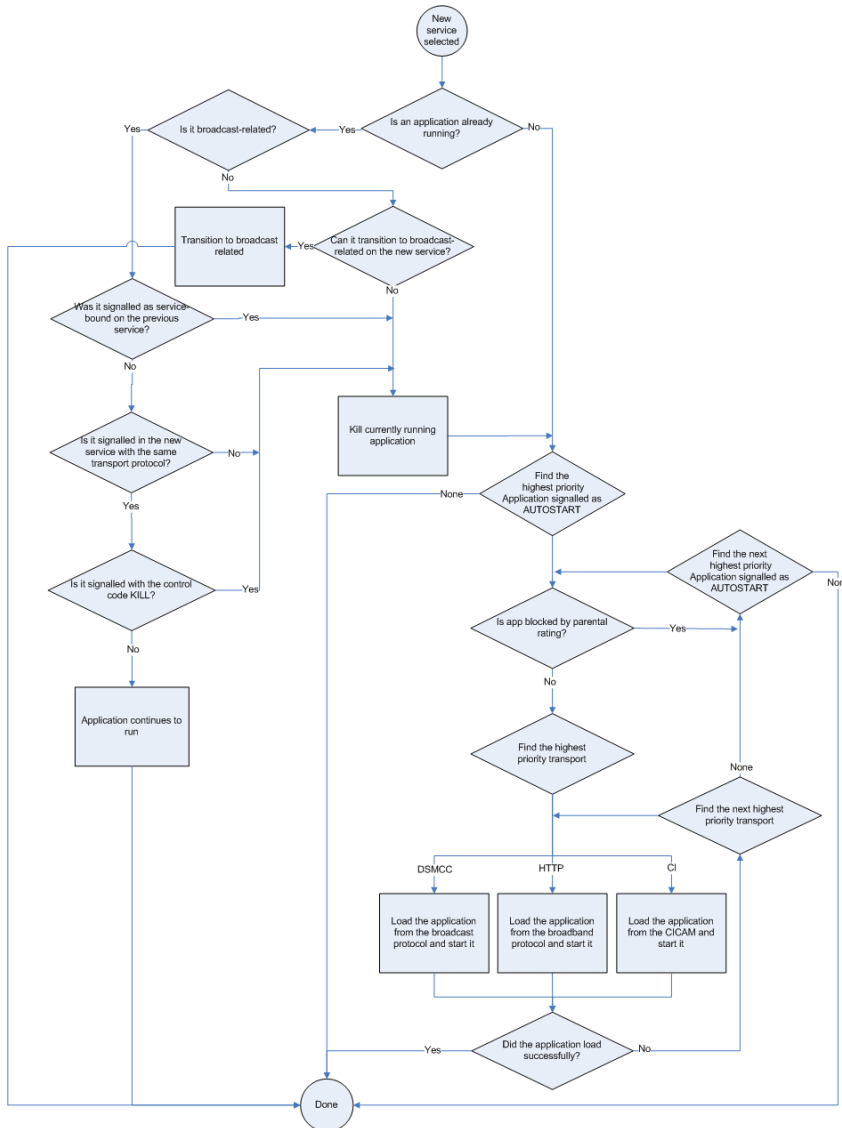 New
service
selected
Is an application already
running?
Yes
No
Is it broadcast-related?
Yes
No
Can it transition to broadcast-
related on the new service?
Yes
Transition to broadcast
related
No
Was it signalled as service-
bound on the previous
service?
Yes
No
Kill currently running
application
Is it signalled in the new
service with the same
transport protocol?
No
Yes
Find the
highest priority
Application signalled as
AUTOSTART
None
Find the next
highest priority
Application signalled as
AUTOSTART
Non
Is it signalled with the control
code KILL?
Yes
No
Is app blocked by parental
rating?
Yes
No
Application continues to
run
Find the highest
priority transport
None
Find the next highest
priority transport
DSMCC
HTTP
CI
Load the application
from the broadcast
protocol and start it
Load the application
from the broadband
protocol and start it
Load the application
from the CICAM and
start it
Did the application load
successfully?
Yes
No
Done